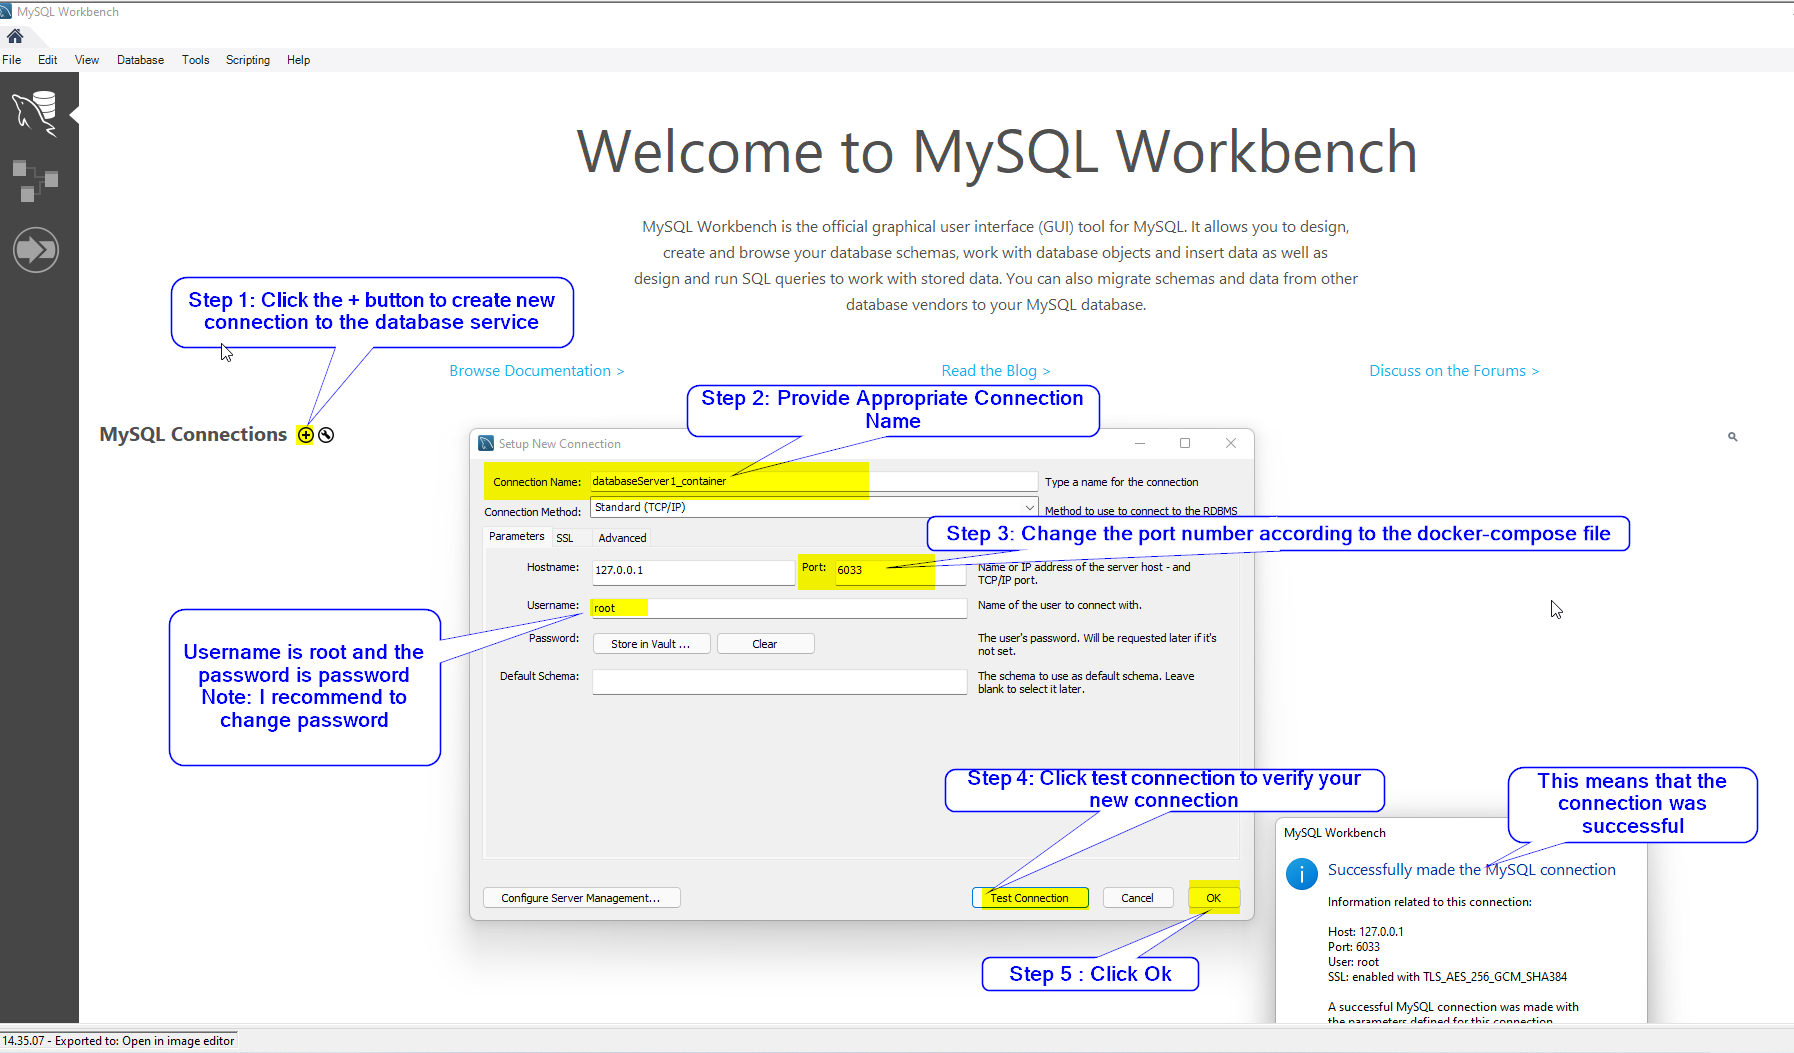 MySQL Workbench
File Edit View Database Tools Scripting Help
Welcome to MySQL Workbench
MySQL Workbench is the official graphical user interface (GUI) tool for MySQL. It allows you to design,
create and browse your database schemas, work with database objects and insert data as well as
design and run SQL queries to work with stored data. You can also migrate schemas and data from other
database vendors to your MySQL database.
Step 1: Click the + button to create new
connection to the database service
Browse Documentation >
Read the Blog >
Discuss on the Forums >
Step 2: Provide Appropriate Connection
Name
MySQL Connections
Setup New Connection
Connection Name: databaseServer1_container Type a name for the connection
Connection Method: Standard (TCP/IP) Method to use to connect to the RDBMS
Step 3: Change the port number according to the docker-compose file
Parameters SSL Advanced
Hostname: 127.0.0.1 Port: 6033 Name or IP address of the server host - and
TCP/IP port.
Username: root Name of the user to connect with.
Password: Store in Vault ... Clear The user's password. Will be requested later if it's
not set.
Default Schema: The schema to use as default schema. Leave
blank to select it later.
Username is root and the
password is password
Note: I recommend to
change password
Step 4: Click test connection to verify your
new connection
This means that the
connection was
successful
Configure Server Management... Test Connection Cancel OK
Step 5 : Click Ok
MySQL Workbench
Successfully made the MySQL connection
Information related to this connection:
Host: 127.0.0.1
Port: 6033
User: root
SSL: enabled with TLS_AES_256_GCM_SHA384
A successful MySQL connection was made with
the parameters defined for this connection
14.35.07 - Exported to: Open in image editor